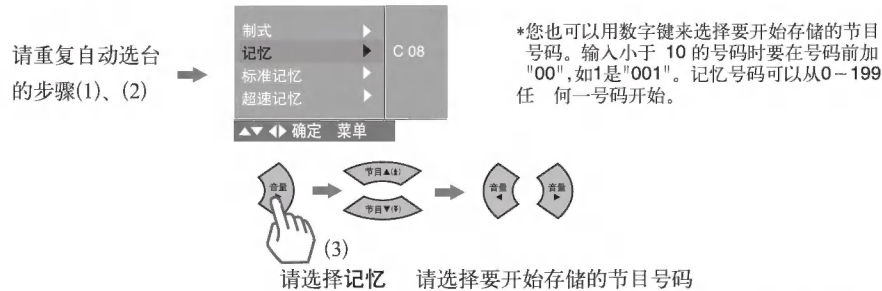 请重复自动选台
的步骤(1)、(2)
制式
记忆
标准记忆
超速记忆
C 08
▲▼ ◀▶ 确定 菜单
*您也可以用数字键来选择要开始存储的节目
号码。输入小于 10 的号码时要在号码前加
"00",如1是"001"。记忆号码可以从0~199
任 何一号码开始。
音量
节目▲(⇞)
节目▼(⇟)
音量
音量
(3)
请选择记忆 请选择要开始存储的节目号码